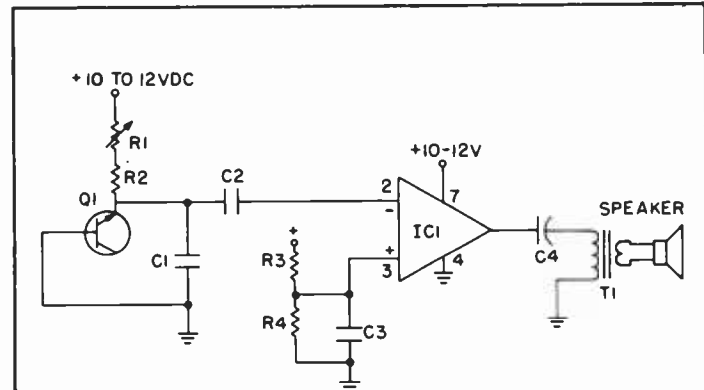 +10 TO 12VDC
R1
R2
Q1
C1
C2
+
R3
R4
C3
+10-12V
2
-
7
IC1
+
3
4
C4
SPEAKER
T1